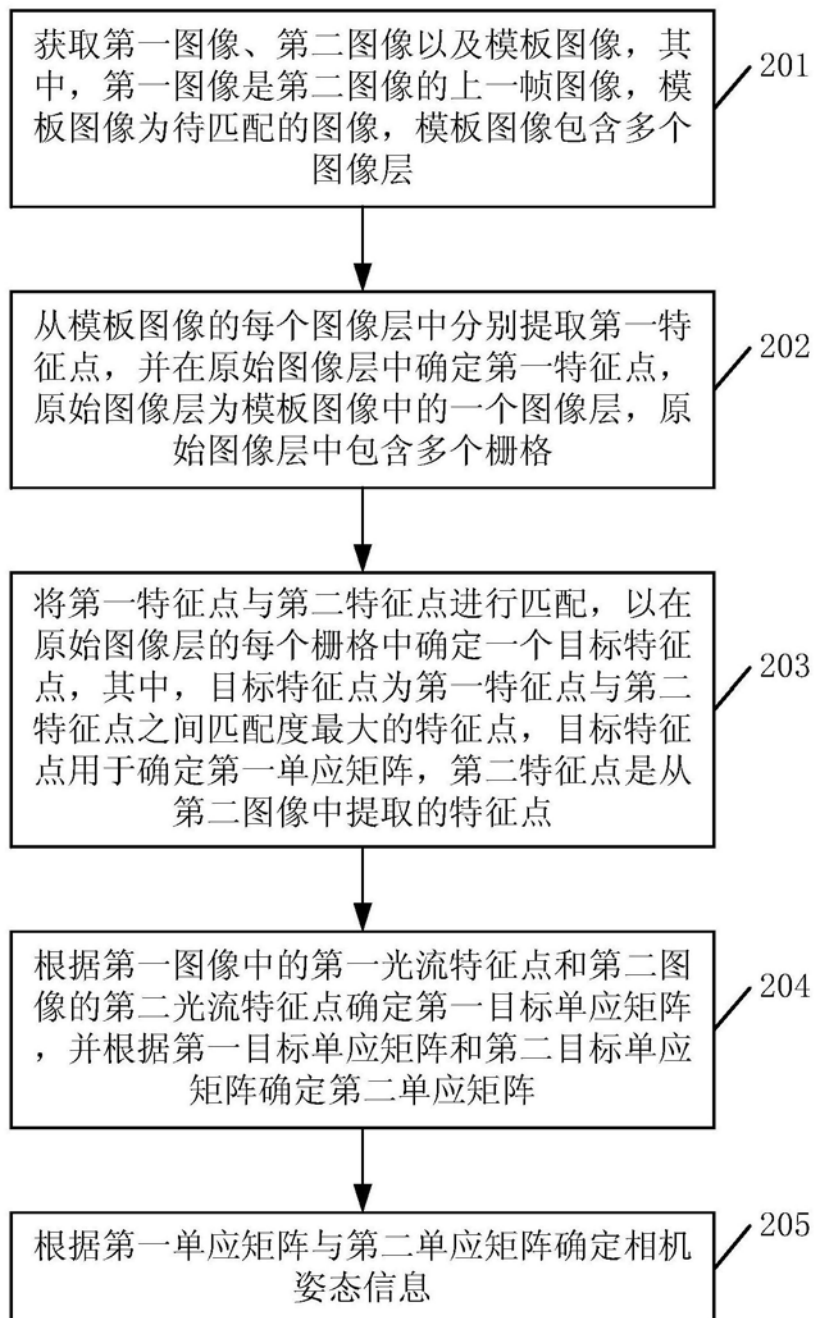 获取第一图像、第二图像以及模板图像，其
中，第一图像是第二图像的上一帧图像，模
板图像为待匹配的图像，模板图像包含多个
图像层
201
从模板图像的每个图像层中分别提取第一特
征点，并在原始图像层中确定第一特征点，
原始图像层为模板图像中的一个图像层，原
始图像层中包含多个栅格
202
将第一特征点与第二特征点进行匹配，以在
原始图像层的每个栅格中确定一个目标特征
点，其中，目标特征点为第一特征点与第二
特征点之间匹配度最大的特征点，目标特征
点用于确定第一单应矩阵，第二特征点是从
第二图像中提取的特征点
203
根据第一图像中的第一光流特征点和第二图
像的第二光流特征点确定第一目标单应矩阵
，并根据第一目标单应矩阵和第二目标单应
矩阵确定第二单应矩阵
204
根据第一单应矩阵与第二单应矩阵确定相机
姿态信息
205